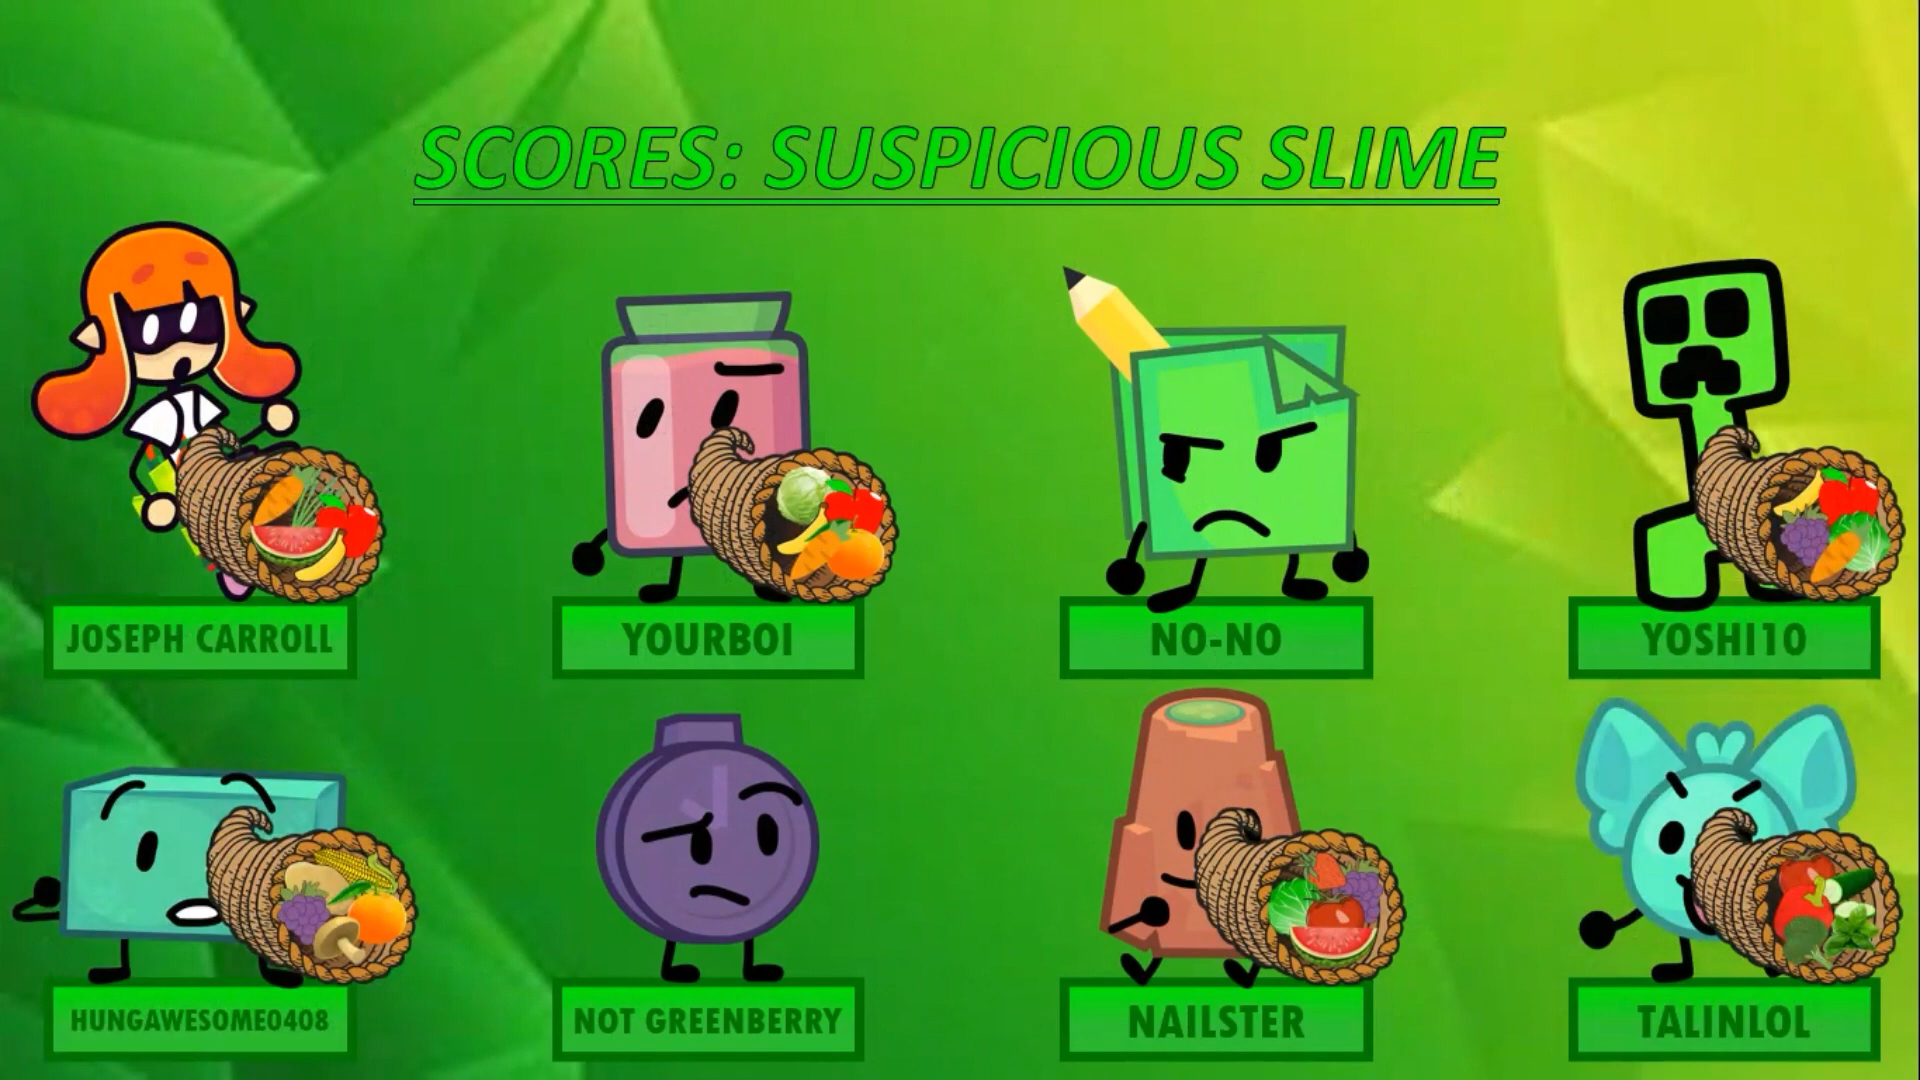 SCORES: SUSPICIOUS SLIME
JOSEPH CARROLL
YOURBOI
NO-NO
YOSHI10
HUNGAWESOME0408
NOT GREENBERRY
NAILSTER
TALINLOL